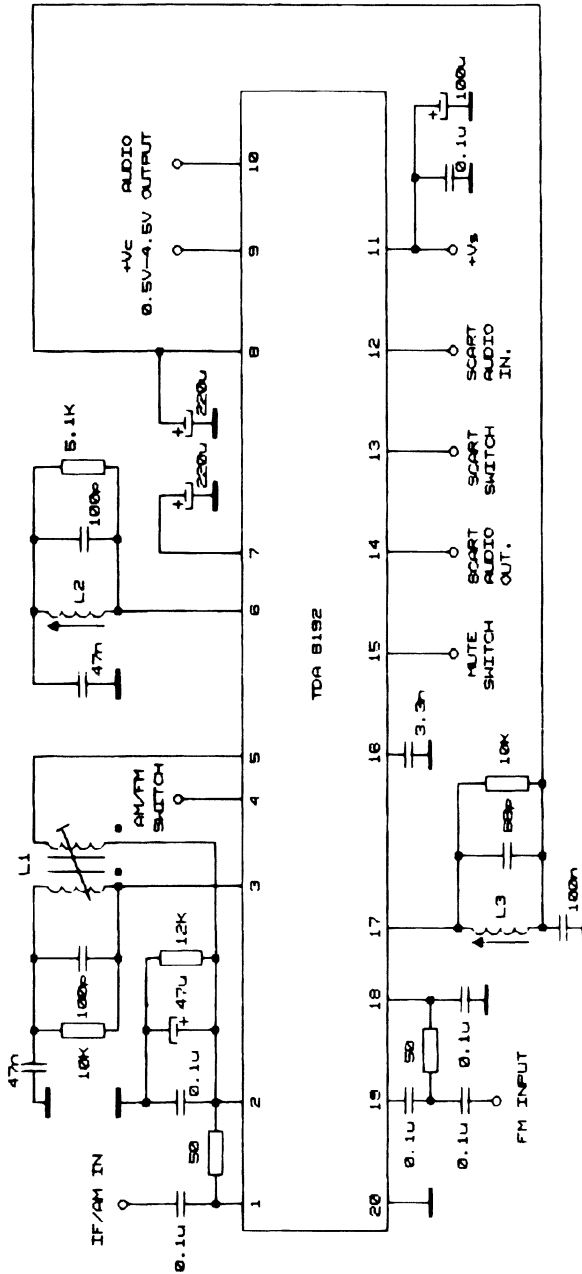 IF/AM IN
0.1u
50
47n
10K
100p
0.1u
47u
+
12K
L1
AM/FM
SWITCH
47n
L2
100p
5.1K
220u
+
220u
+
+Vc
0.5V-4.5V
AUDIO
OUTPUT
1
2
3
4
5
6
7
8
9
10
TDA 8192
20
19
18
17
16
15
14
13
12
11
0.1u
50
0.1u
0.1u
FM INPUT
L3
10K
100n
3.3n
MUTE
SWITCH
SCART
AUDIO
OUT.
SCART
SWITCH
SCART
AUDIO
IN.
+Vs
0.1u
+
100u